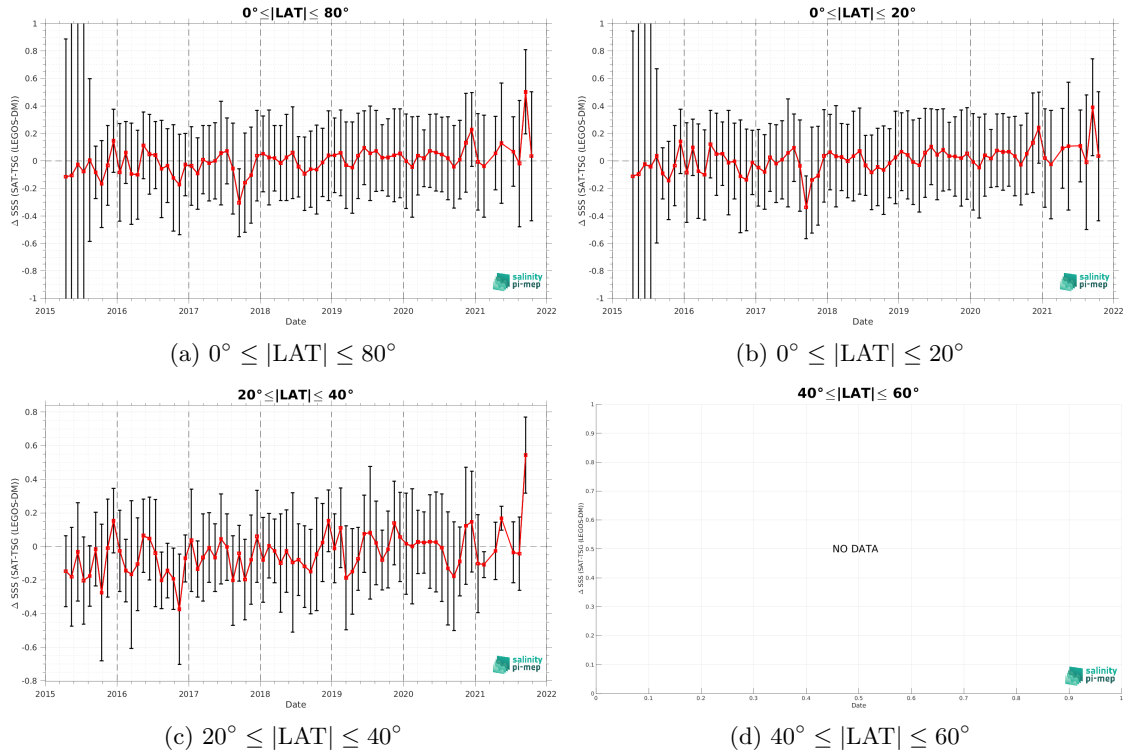 0°≤|LAT|≤ 80°
Δ SSS (SAT-TSG (LEGOS-DM))
1
0.8
0.6
0.4
0.2
0
-0.2
-0.4
-0.6
-0.8
-1
2015 2016 2017 2018 2019 2020 2021 2022
Date
salinity
pi-mep
(a) 0° ≤ |LAT| ≤ 80°
0°≤|LAT|≤ 20°
Δ SSS (SAT-TSG (LEGOS-DM))
1
0.8
0.6
0.4
0.2
0
-0.2
-0.4
-0.6
-0.8
-1
2015 2016 2017 2018 2019 2020 2021 2022
Date
salinity
pi-mep
(b) 0° ≤ |LAT| ≤ 20°
20°≤|LAT|≤ 40°
Δ SSS (SAT-TSG (LEGOS-DM))
0.8
0.6
0.4
0.2
0
-0.2
-0.4
-0.6
-0.8
2015 2016 2017 2018 2019 2020 2021 2022
Date
salinity
pi-mep
(c) 20° ≤ |LAT| ≤ 40°
40°≤|LAT|≤ 60°
Δ SSS (SAT-TSG (LEGOS-DM))
1
0.9
0.8
0.7
0.6
0.5
0.4
0.3
0.2
0.1
0
NO DATA
0 0.1 0.2 0.3 0.4 0.5 0.6 0.7 0.8 0.9 1
Date
salinity
pi-mep
(d) 40° ≤ |LAT| ≤ 60°